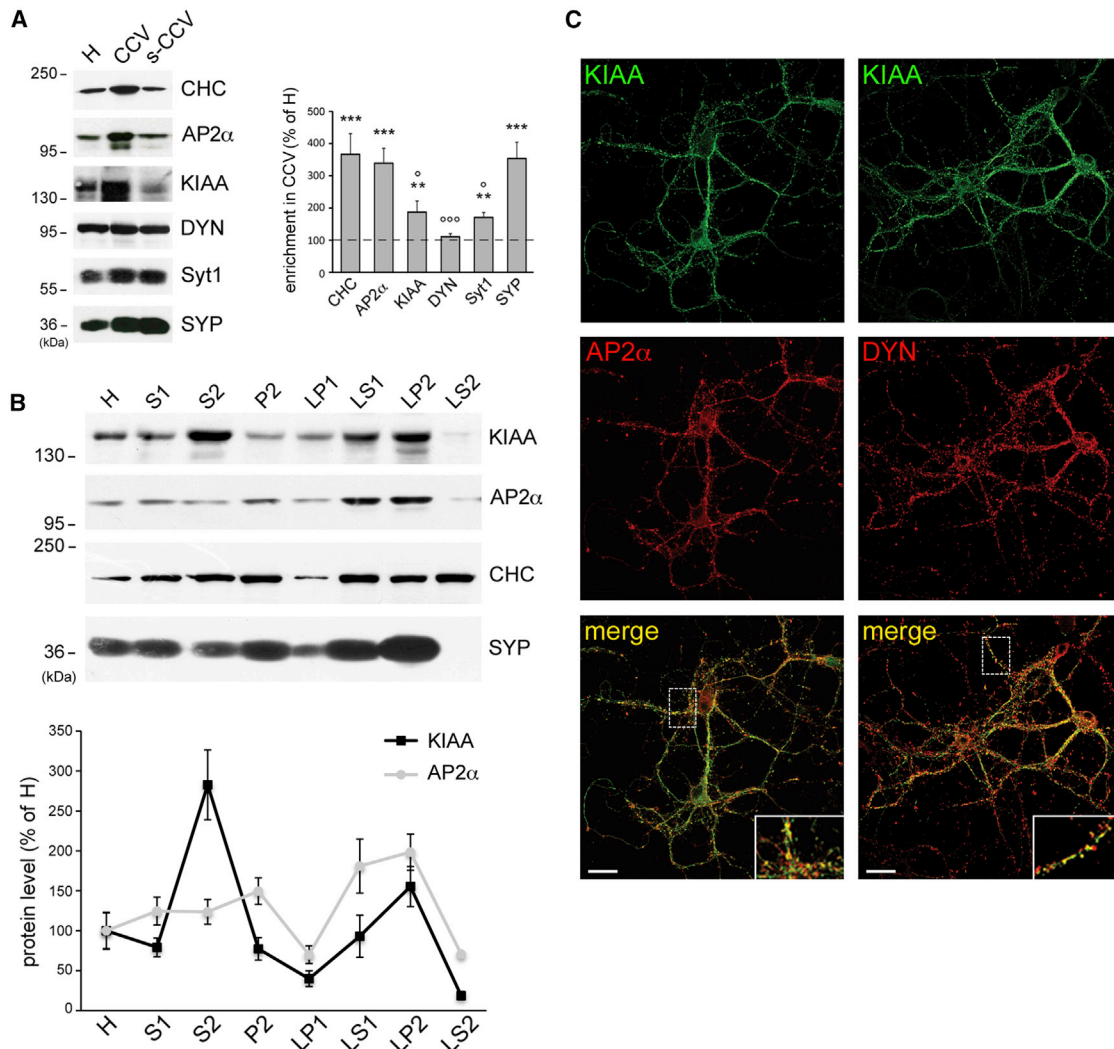 A
H CCV s-CCV
250 CHC
AP2α
95
KIAA
130
95 DYN
Syt1
55
36 SYP
(kDa)
enrichment in CCV (% of H)
500
400
300
200
100
0
*** *** ° ** °°° ° ** ***
CHC AP2α KIAA DYN Syt1 SYP
B
H S1 S2 P2 LP1 LS1 LP2 LS2
KIAA
130
AP2α
95
250
CHC
36 SYP
(kDa)
protein level (% of H)
350
300
250
200
150
100
50
0
KIAA
AP2α
H S1 S2 P2 LP1 LS1 LP2 LS2
C
KIAA KIAA
AP2α DYN
merge merge